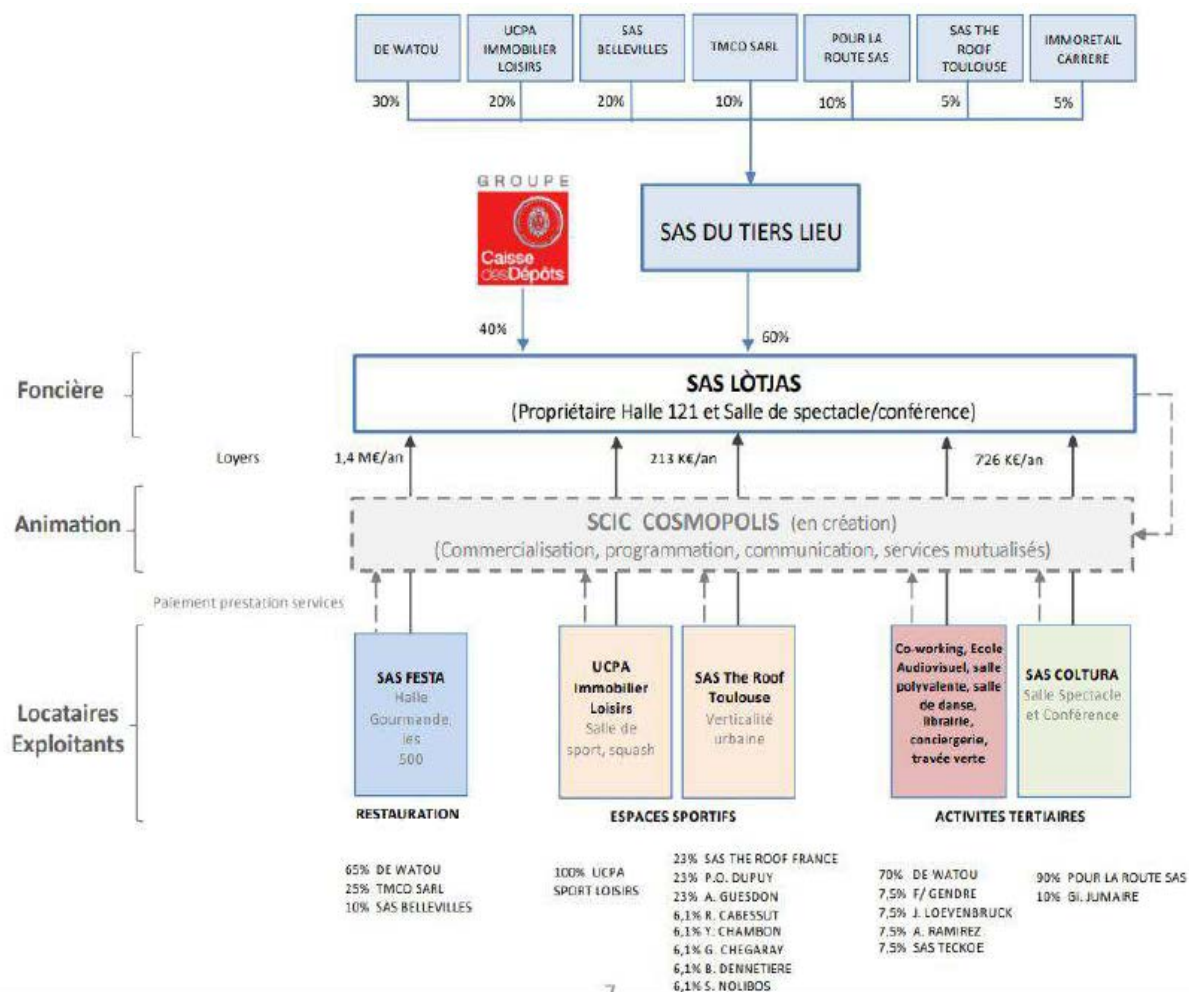 DE WATOU
UCPA
IMMOBILIER
LOISIRS
SAS
BELLEVILLES
TMCO SARL
POUR LA
ROUTE SAS
SAS THE
ROOF
TOULOUSE
IMMORETAIL
CARRERE
30%
20%
20%
10%
10%
5%
5%
GROUPE
Caisse
desDépôts
SAS DU TIERS LIEU
40%
60%
Foncière
SAS LÒTJAS
(Propriétaire Halle 121 et Salle de spectacle/conférence)
Loyers
1,4 M€/an
213 K€/an
726 K€/an
Animation
SCIC COSMOPOLIS (en création)
(Commercialisation, programmation, communication, services mutualisés)
Paiement prestation services
Locataires
Exploitants
SAS FESTA
Halle
Gourmande,
les
500
UCPA
Immobilier
Loisirs
Salle de
sport, squash
SAS The Roof
Toulouse
Verticalité
urbaine
Co-working, Ecole
Audiovisuel, salle
polyvalente, salle
de danse,
librairie,
conciergerie,
travée verte
SAS COLTURA
Salle Spectacle
et Conférence
RESTAURATION
ESPACES SPORTIFS
ACTIVITES TERTIAIRES
65% DE WATOU
25% TMCO SARL
10% SAS BELLEVILLES
100% UCPA
SPORT LOISIRS
23% SAS THE ROOF FRANCE
23% P.O. DUPUY
23% A. GUESDON
6,1% R. CABESSUT
6,1% Y. CHAMBON
6,1% G. CHEGARAY
6,1% B. DENNETIERE
6,1% S. NOLIBOS
70% DE WATOU
7,5% F/ GENDRE
7,5% J. LOEVENBRUCK
7,5% A. RAMIREZ
7,5% SAS TECKOE
90% POUR LA ROUTE SAS
10% GI. JUMAIRE
7